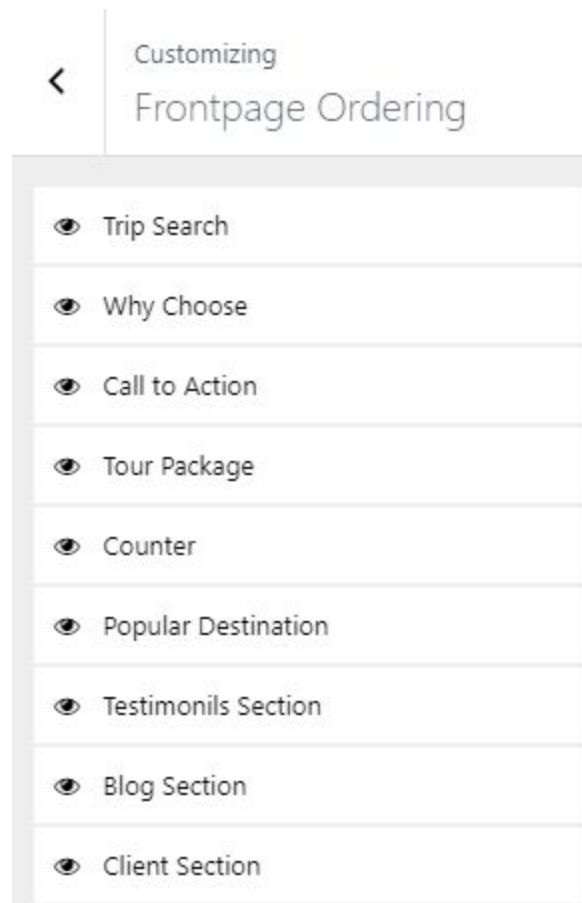 Customizing
Frontpage Ordering
Trip Search
Why Choose
Call to Action
Tour Package
Counter
Popular Destination
Testimonils Section
Blog Section
Client Section